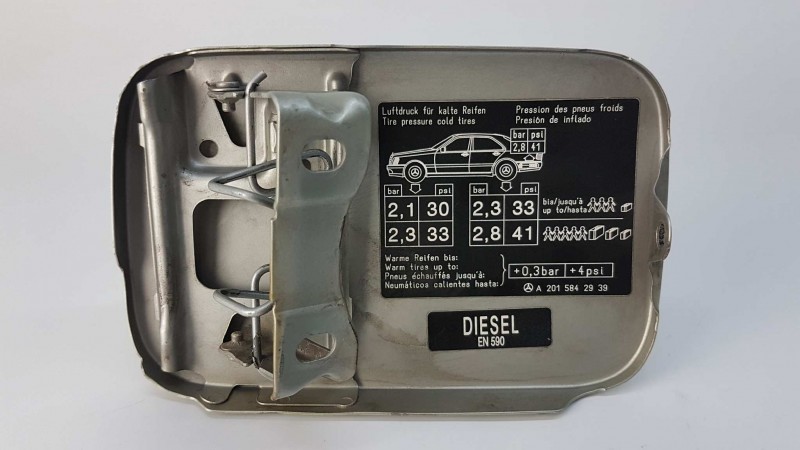 Luftdruck für kalte Reifen
Tire pressure cold tires
Pression des pneus froids
Presión de inflado
bar psi
2,8 41
bar psi
2,1 30
2,3 33
bar psi
2,3 33
2,8 41
bis/jusqu'à
up to/hasta
Warme Reifen bis:
Warm tires up to:
Pneus échauffés jusqu'à:
Neumáticos calientes hasta:
+0,3bar +4psi
A 201 584 29 39
DIESEL
EN 590